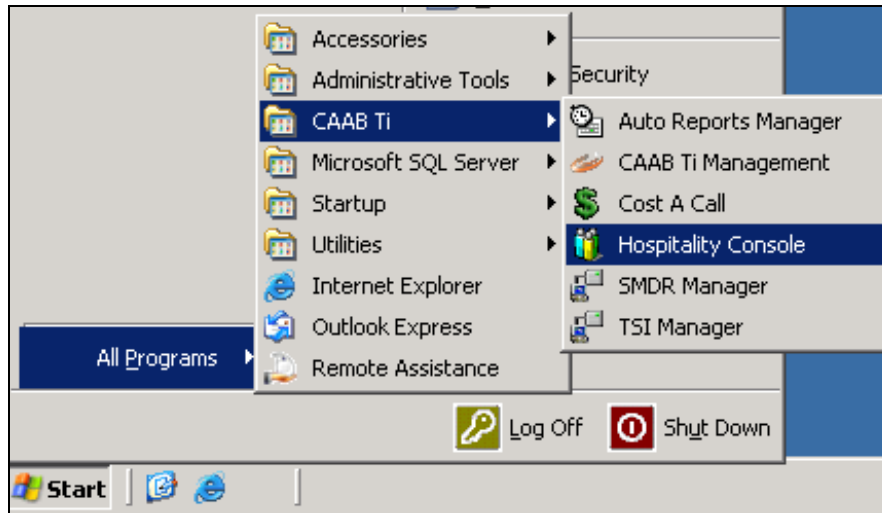 Accessories
Administrative Tools
Security
CAAB Ti
Auto Reports Manager
Microsoft SQL Server
CAAB Ti Management
Startup
Cost A Call
Utilities
Hospitality Console
Internet Explorer
SMDR Manager
Outlook Express
TSI Manager
All Programs
Remote Assistance
Log Off
Shut Down
Start